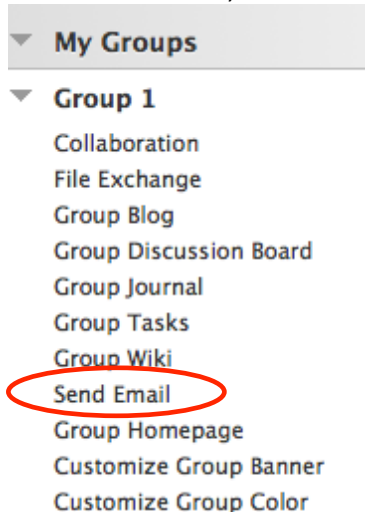 My Groups
Group 1
Collaboration
File Exchange
Group Blog
Group Discussion Board
Group Journal
Group Tasks
Group Wiki
Send Email
Group Homepage
Customize Group Banner
Customize Group Color